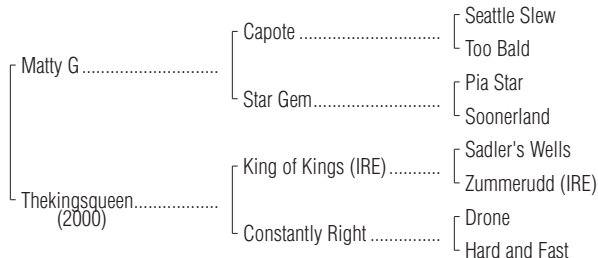 Seattle Slew
Capote ..........................
Too Bald
Matty G .........................
Pia Star
Star Gem.......................
Soonerland
Sadler's Wells
King of Kings (IRE) ..........
Zummerudd (IRE)
Thekingsqueen................
(2000)
Drone
Constantly Right .............
Hard and Fast